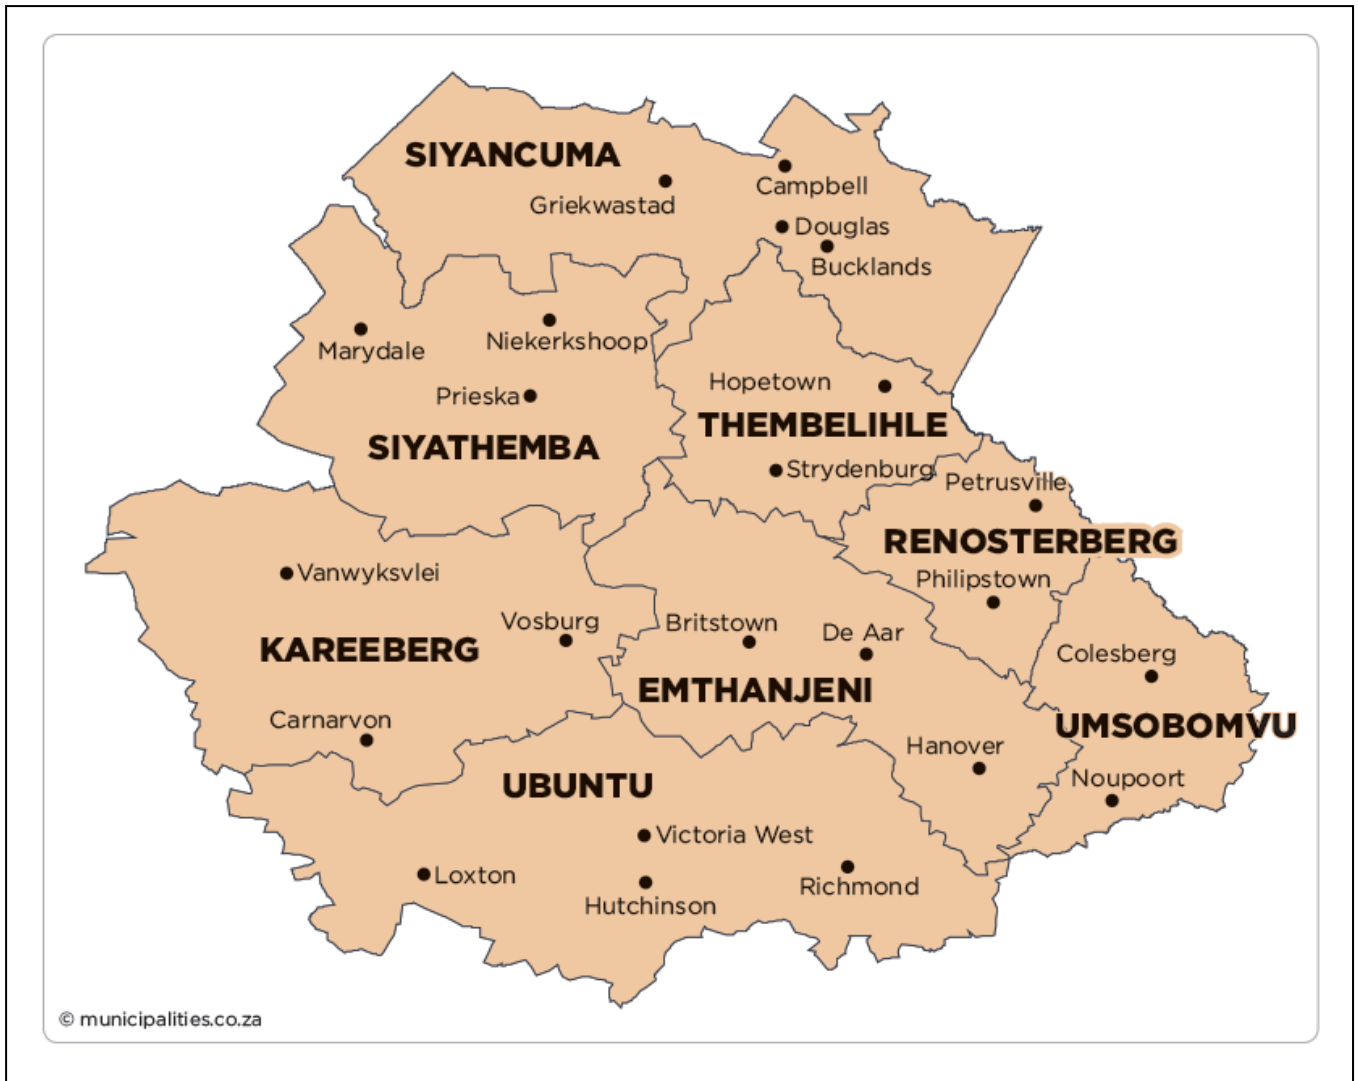 SIYANCUMA
Griekwastad
Campbell
Douglas
Bucklands
Marydale
Niekerkshoop
Prieska
SIYATHEMBA
Hopetown
THEMBELIHLE
Strydenburg
Petrusville
RENOSTERBERG
Philipstown
Vanwyksvlei
Vosburg
KAREEBERG
Carnarvon
Britstown
De Aar
EMTHANJENI
Hanover
Colesberg
UMSOBOMVU
Noupoort
UBUNTU
Victoria West
Loxton
Hutchinson
Richmond
© municipalities.co.za